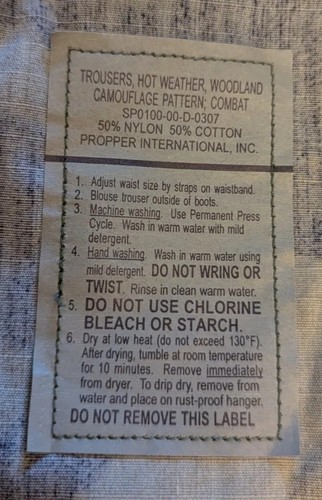 TROUSERS, HOT WEATHER, WOODLAND
CAMOUFLAGE PATTERN; COMBAT
SP0100-00-D-0307
50% NYLON 50% COTTON
PROPPER INTERNATIONAL, INC.
1. Adjust waist size by straps on waistband.
2. Blouse trouser outside of boots.
3. Machine washing. Use Permanent Press
Cycle. Wash in warm water with mild
detergent.
4. Hand washing. Wash in warm water using
mild detergent. DO NOT WRING OR
TWIST. Rinse in clean warm water.
5. DO NOT USE CHLORINE
BLEACH OR STARCH.
6. Dry at low heat (do not exceed 130°F).
After drying, tumble at room temperature
for 10 minutes. Remove immediately
from dryer. To drip dry, remove from
water and place on rust-proof hanger.
DO NOT REMOVE THIS LABEL